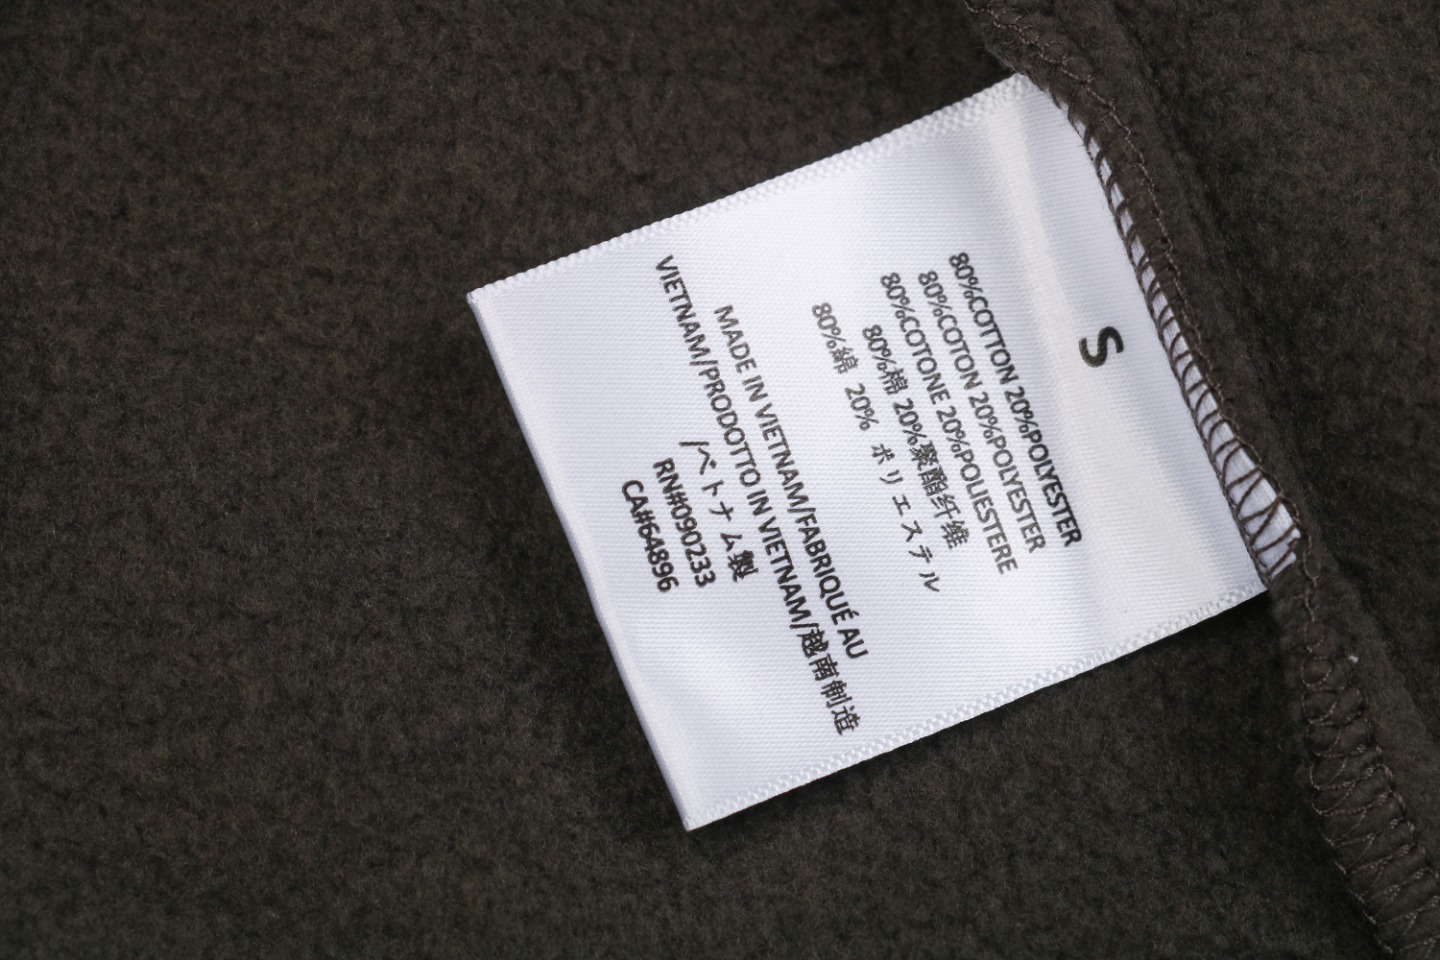 S
80%COTTON 20%POLYESTER
80%COTON 20%POLYESTER
80%COTONE 20%POLIESTERE
80%棉 20%聚酯纤维
80%綿 20% ポリエステル
MADE IN VIETNAM/FABRIQUÉ AU
VIETNAM/PRODOTTO IN VIETNAM/越南制造
/ベトナム製
RN#090233
CA#64896